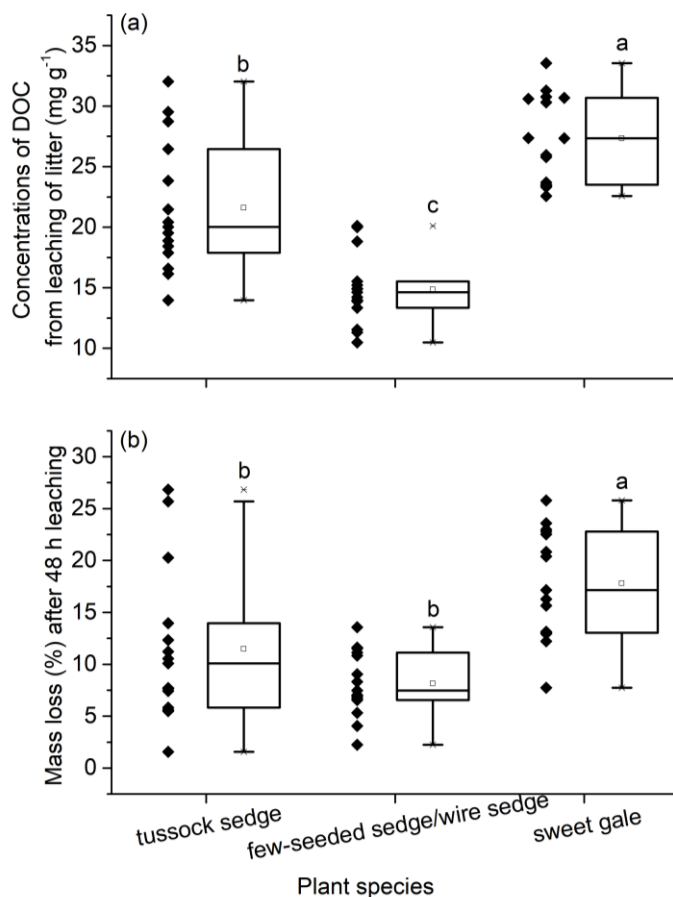 (a)
Concentrations of DOC
from leaching of litter (mg g⁻¹)
35
30
25
20
15
10
b
c
a
(b)
Mass loss (%) after 48 h leaching
30
25
20
15
10
5
0
b
b
a
tussock sedge
few-seeded sedge/wire sedge
sweet gale
Plant species